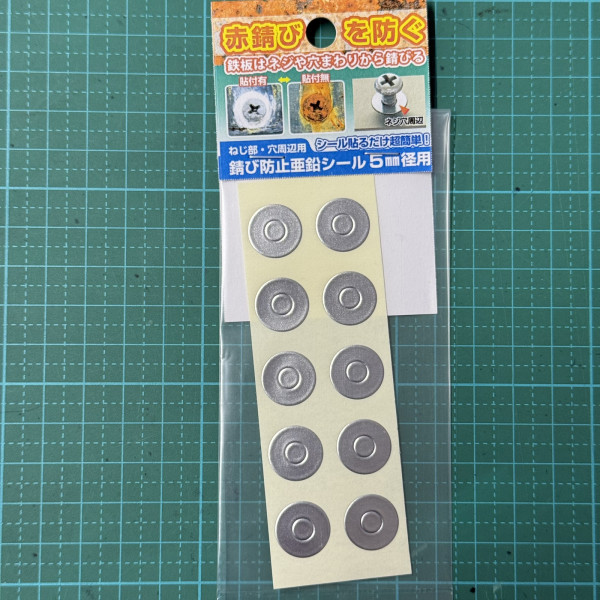 赤錆びを防ぐ
鉄板はネジや穴まわりから錆びる
貼付有
貼付無
ネジ穴周辺
ねじ部・穴周辺用
シール貼るだけ超簡単！
錆び防止亜鉛シール 5mm径用